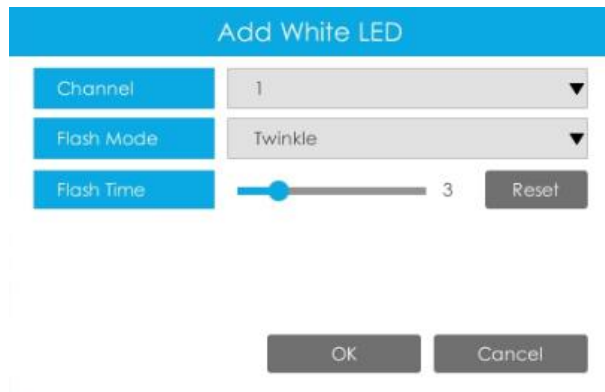 Add White LED
Channel 1
Flash Mode Twinkle
Flash Time 3 Reset
OK Cancel